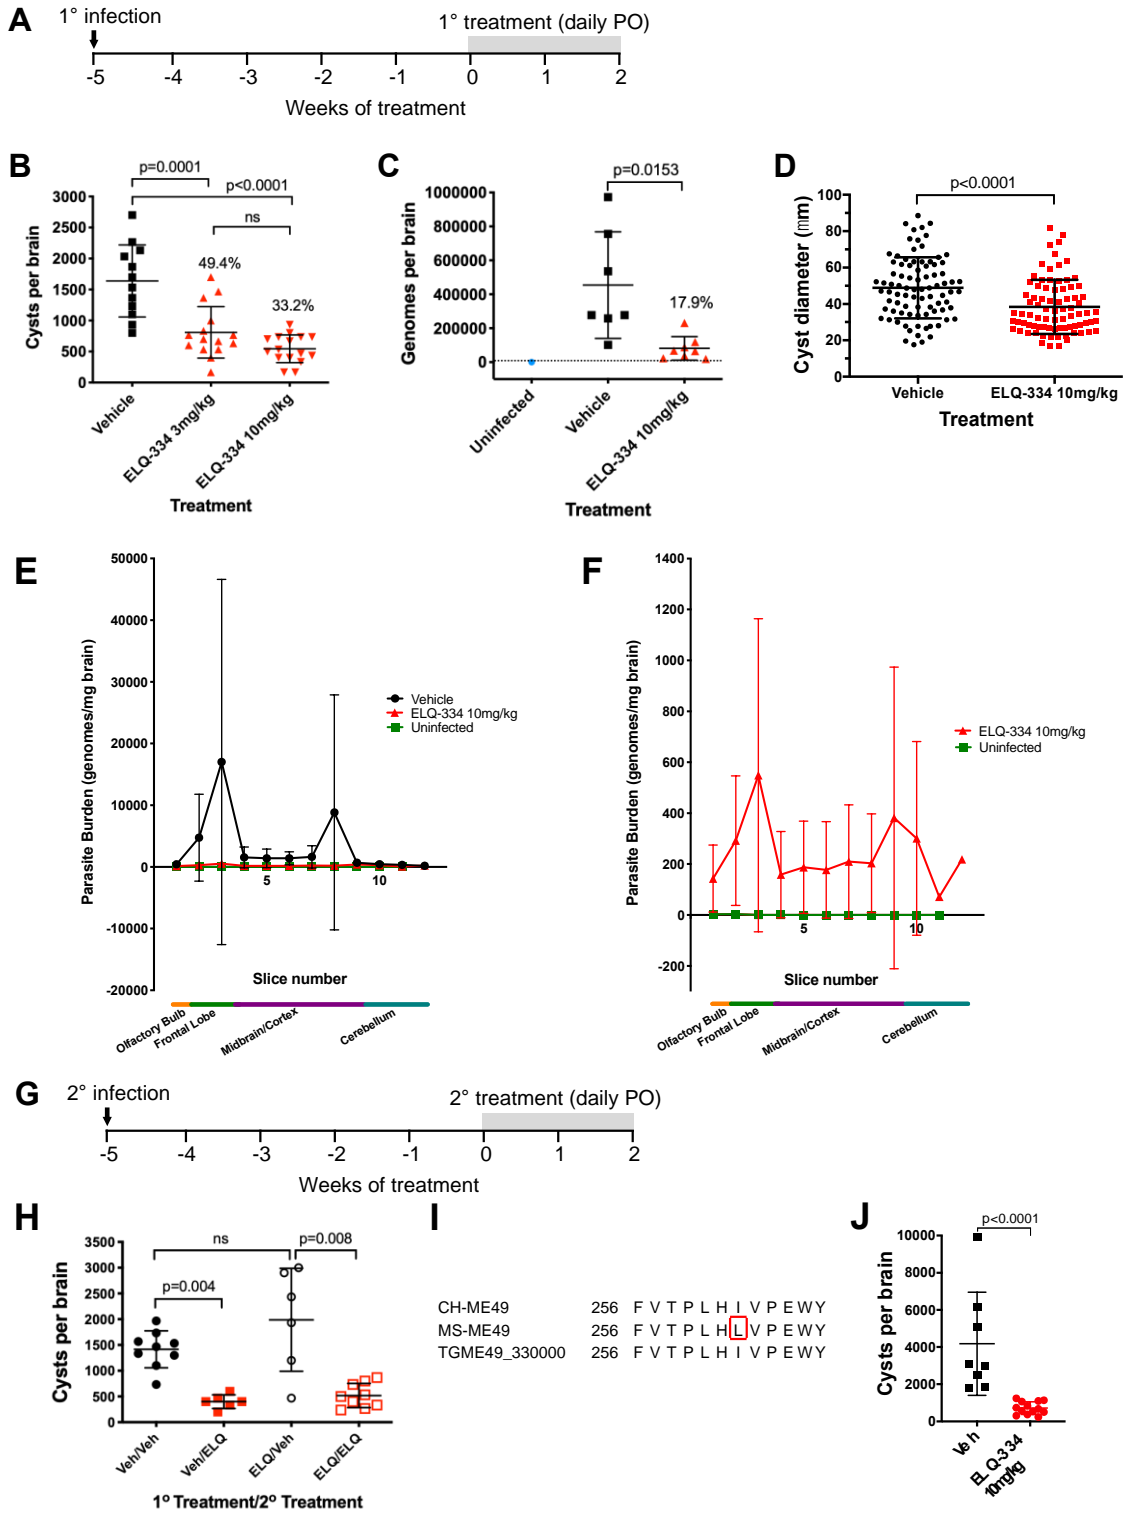 A
1° infection
1° treatment (daily PO)
-5 -4 -3 -2 -1 0 1 2
Weeks of treatment
B
p=0.0001
p<0.0001
ns
49.4%
33.2%
3000
2500
2000
1500
1000
500
0
Cysts per brain
Vehicle
ELQ-334 3mg/kg
ELQ-334 10mg/kg
Treatment
C
p=0.0153
17.9%
1000000
800000
600000
400000
200000
0
Genomes per brain
Uninfected
Vehicle
ELQ-334 10mg/kg
Treatment
D
p<0.0001
100
80
60
40
20
0
Cyst diameter (mm)
Vehicle
ELQ-334 10mg/kg
Treatment
E
50000
40000
30000
20000
10000
0
-10000
-20000
Parasite Burden (genomes/mg brain)
Vehicle
ELQ-334 10mg/kg
Uninfected
5 10
Slice number
Olfactory Bulb
Frontal Lobe
Midbrain/Cortex
Cerebellum
F
1400
1200
1000
800
600
400
200
0
-200
Parasite Burden (genomes/mg brain)
ELQ-334 10mg/kg
Uninfected
5 10
Slice number
Olfactory Bulb
Frontal Lobe
Midbrain/Cortex
Cerebellum
G
2° infection
2° treatment (daily PO)
-5 -4 -3 -2 -1 0 1 2
Weeks of treatment
H
ns
p=0.008
p=0.004
3500
3000
2500
2000
1500
1000
500
0
Cysts per brain
Veh/Veh
Veh/ELQ
ELQ/Veh
ELQ/ELQ
1° Treatment/2° Treatment
I
CH-ME49 256 F V T P L H I V P E W Y
MS-ME49 256 F V T P L H L V P E W Y
TGME49_330000 256 F V T P L H I V P E W Y
J
p<0.0001
10000
8000
6000
4000
2000
0
Cysts per brain
Veh
ELQ-334
10mg/kg